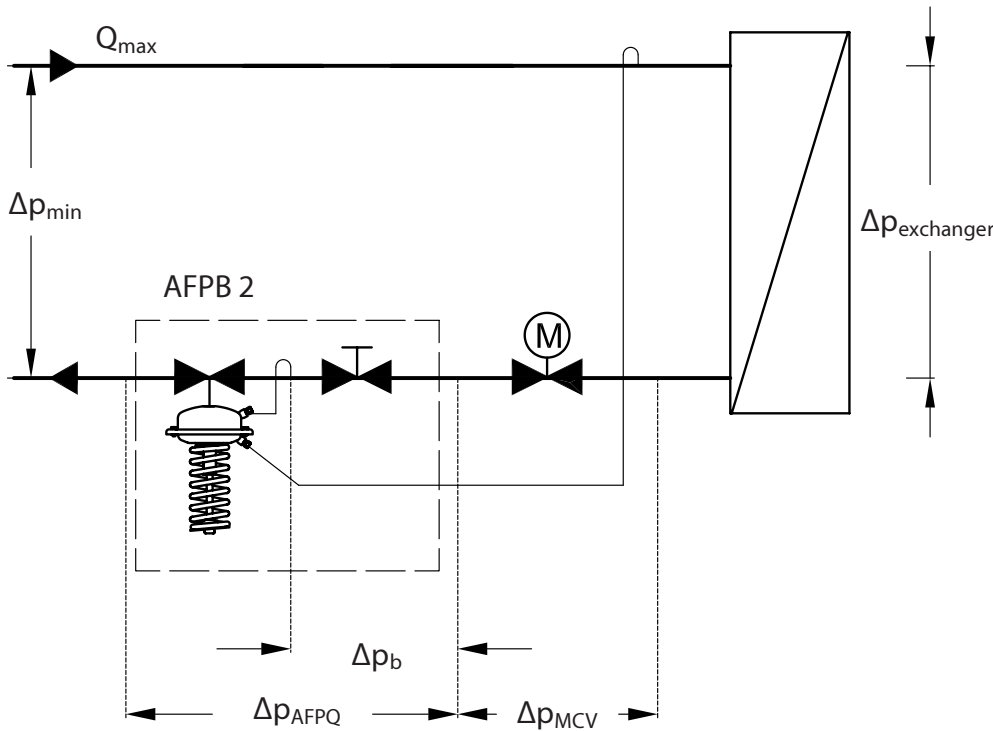 Qmax
Δpmin
Δpexchanger
AFPB 2
M
Δpb
ΔpAFPQ
ΔpMCV